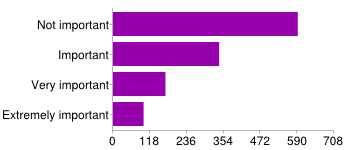 Not important
Important
Very important
Extremely important
0 118 236 354 472 590 708